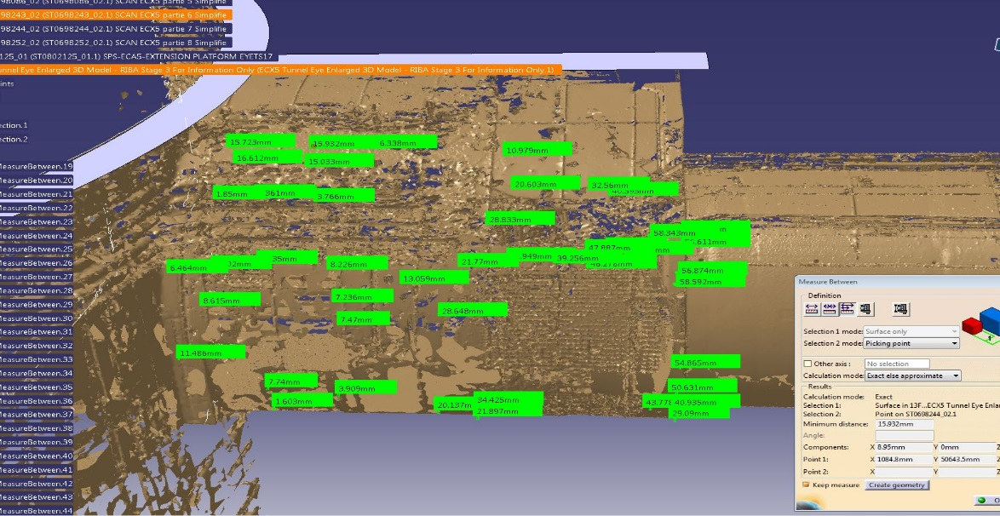 98086_02 (ST0698086_02.1) SCAN ECX5 partie 5 Simplifie
98243_02 (ST0698243_02.1) SCAN ECX5 partie 6 Simplifie
98244_02 (ST0698244_02.1) SCAN ECX5 partie 7 Simplifie
98252_02 (ST0698252_02.1) SCAN ECX5 partie 8 Simplifie
125_01 (ST0802125_01.1) SPS-ECA5-EXTENSION PLATFORM EYETS17
unnel Eye Enlarged 3D Model - RIBA Stage 3 For Information Only (ECX5 Tunnel Eye Enlarged 3D Model - RIBA Stage 3 For Information Only 1)
ints
ection.1
ection.2
MeasureBetween.19
MeasureBetween.20
MeasureBetween.21
MeasureBetween.22
MeasureBetween.23
MeasureBetween.24
MeasureBetween.25
MeasureBetween.26
MeasureBetween.27
MeasureBetween.28
MeasureBetween.29
MeasureBetween.30
MeasureBetween.31
MeasureBetween.32
MeasureBetween.33
MeasureBetween.34
MeasureBetween.35
MeasureBetween.36
MeasureBetween.37
MeasureBetween.38
MeasureBetween.39
MeasureBetween.40
MeasureBetween.41
MeasureBetween.42
MeasureBetween.43
MeasureBetween.44
15.723mm 15.932mm 6.338mm
16.612mm 15.033mm
10.979mm
20.603mm 32.56mm
40.595mm
1.85mm 361mm 3.766mm
28.833mm
58.343mm m
6.611mm
47.887mm mm
6.464mm 02mm 35mm 8.226mm 21.77mm .949mm 39.256mm
48.278mm
56.874mm
58.592mm
13.059mm
8.615mm 7.236mm
28.648mm
7.47mm
11.486mm
54.865mm
7.74mm 3.909mm
50.631mm
1.603mm 20.137m 34.425mm
21.897mm
43.778 40.935mm
29.09mm
Measure Between
Definition
Selection 1 mode: Surface only
Selection 2 mode: Picking point
Other axis : No selection
Calculation mode: Exact else approximate
Results
Calculation mode: Exact
Selection 1: Surface in 13F...ECX5 Tunnel Eye Enlar
Selection 2: Point on ST0698244_02.1
Minimum distance: 15.932mm
Angle:
Components: X 8.95mm Y 0mm Z
Point 1: X 1084.8mm Y 50643.5mm Z
Point 2: X Y Z
Keep measure Create geometry
O